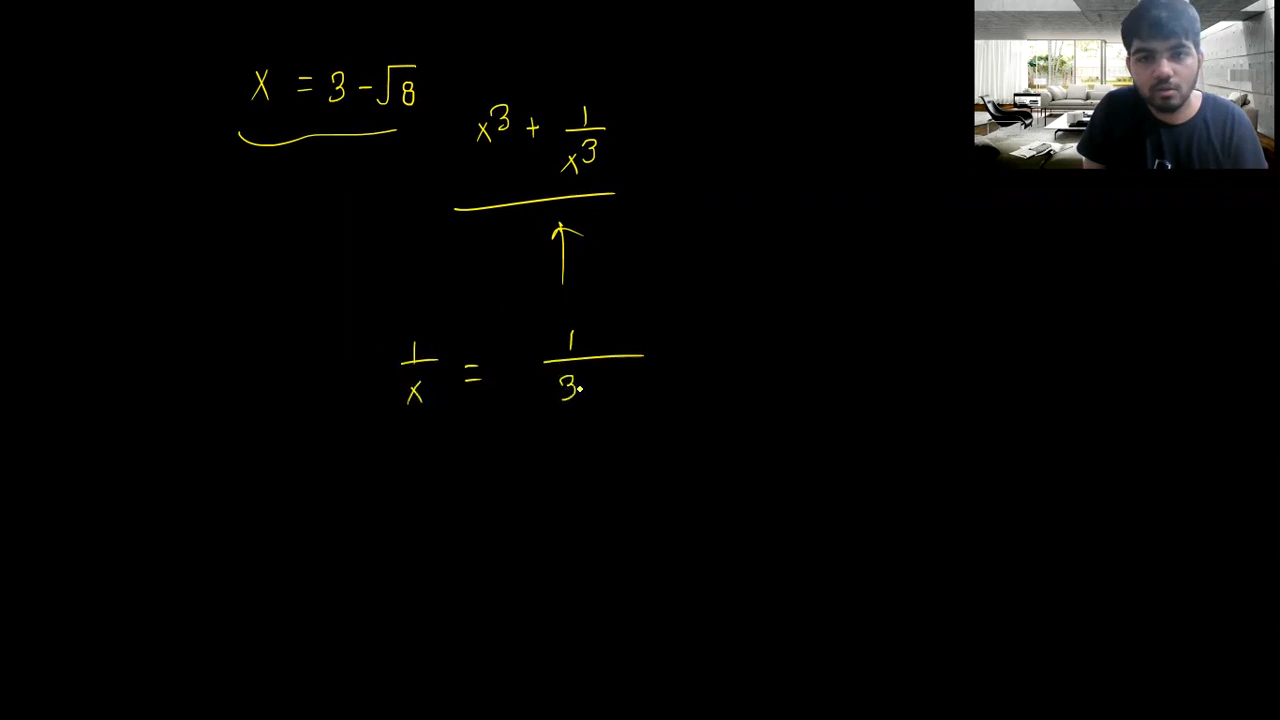 x = 3 - √8
x³ + 1/x³
1/x = 1/3